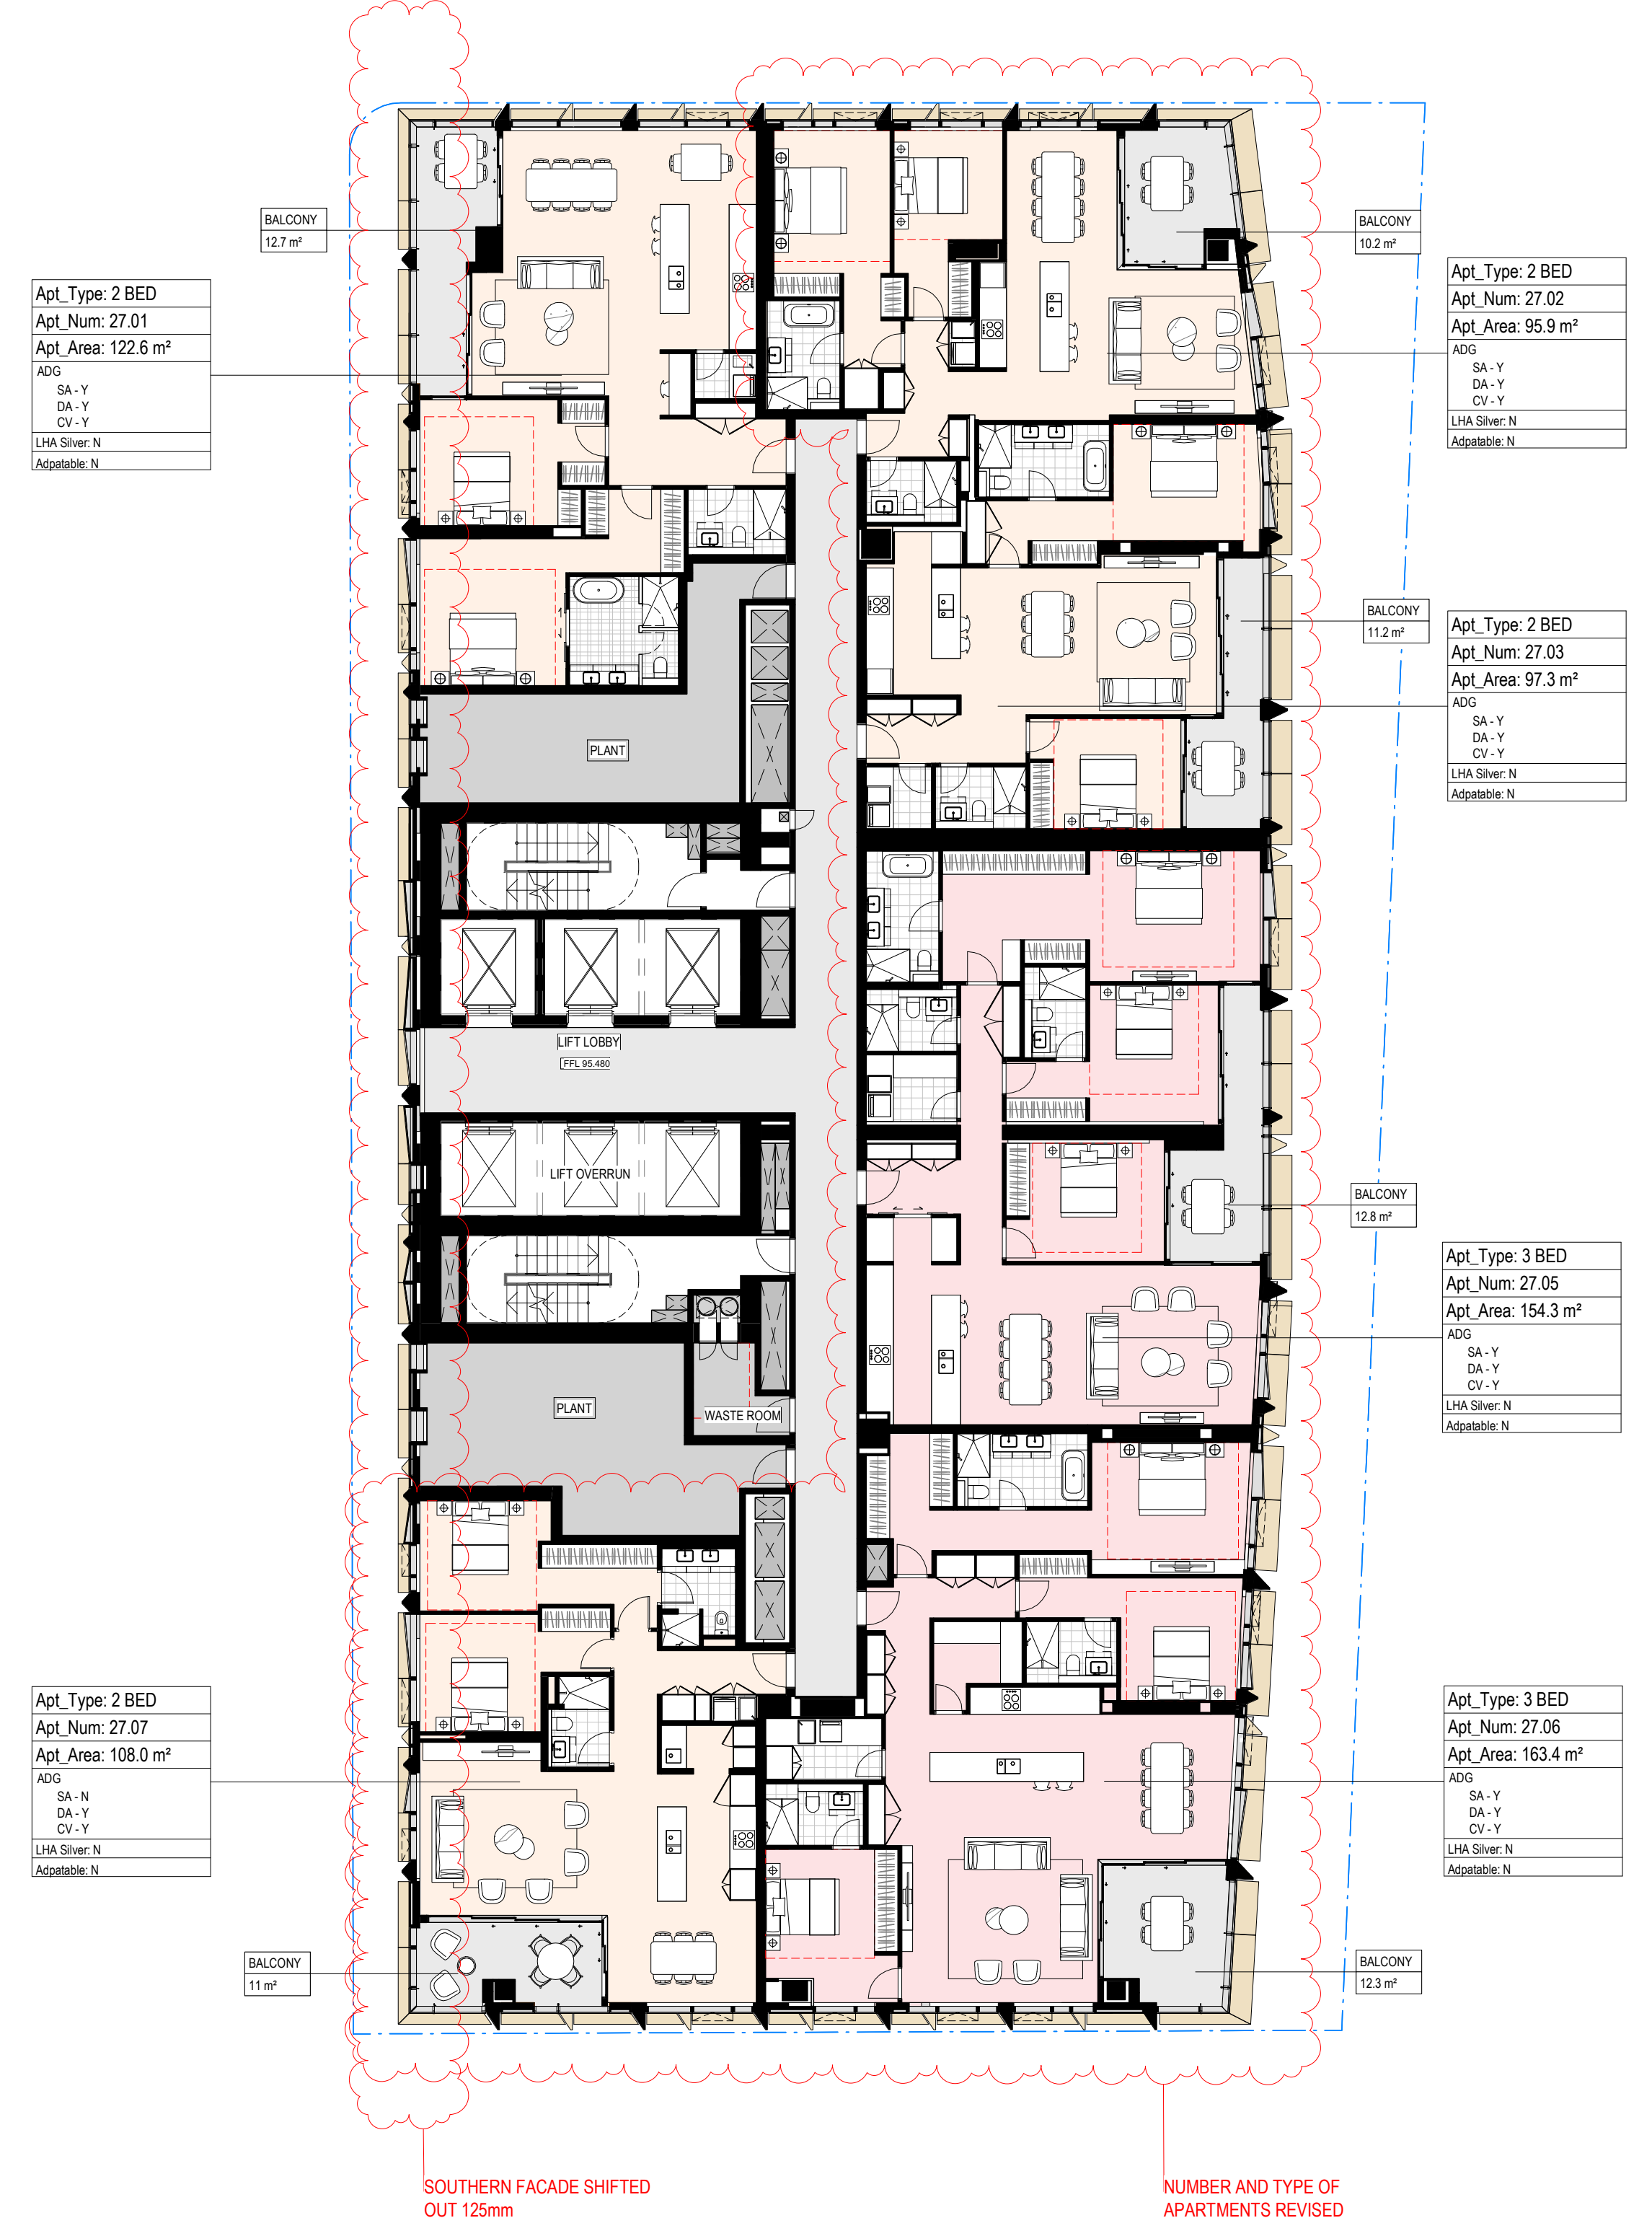 BALCONY
12.7 m²
Apt_Type: 2 BED
Apt_Num: 27.01
Apt_Area: 122.6 m²
ADG
SA - Y
DA - Y
CV - Y
LHA Silver: N
Adpatable: N
BALCONY
10.2 m²
Apt_Type: 2 BED
Apt_Num: 27.02
Apt_Area: 95.9 m²
ADG
SA - Y
DA - Y
CV - Y
LHA Silver: N
Adpatable: N
BALCONY
11.2 m²
Apt_Type: 2 BED
Apt_Num: 27.03
Apt_Area: 97.3 m²
ADG
SA - Y
DA - Y
CV - Y
LHA Silver: N
Adpatable: N
PLANT
LIFT LOBBY
FFL 95.480
LIFT OVERRUN
BALCONY
12.8 m²
Apt_Type: 3 BED
Apt_Num: 27.05
Apt_Area: 154.3 m²
ADG
SA - Y
DA - Y
CV - Y
LHA Silver: N
Adpatable: N
PLANT
WASTE ROOM
Apt_Type: 2 BED
Apt_Num: 27.07
Apt_Area: 108.0 m²
ADG
SA - N
DA - Y
CV - Y
LHA Silver: N
Adpatable: N
Apt_Type: 3 BED
Apt_Num: 27.06
Apt_Area: 163.4 m²
ADG
SA - Y
DA - Y
CV - Y
LHA Silver: N
Adpatable: N
BALCONY
11 m²
BALCONY
12.3 m²
SOUTHERN FACADE SHIFTED
OUT 125mm
NUMBER AND TYPE OF
APARTMENTS REVISED